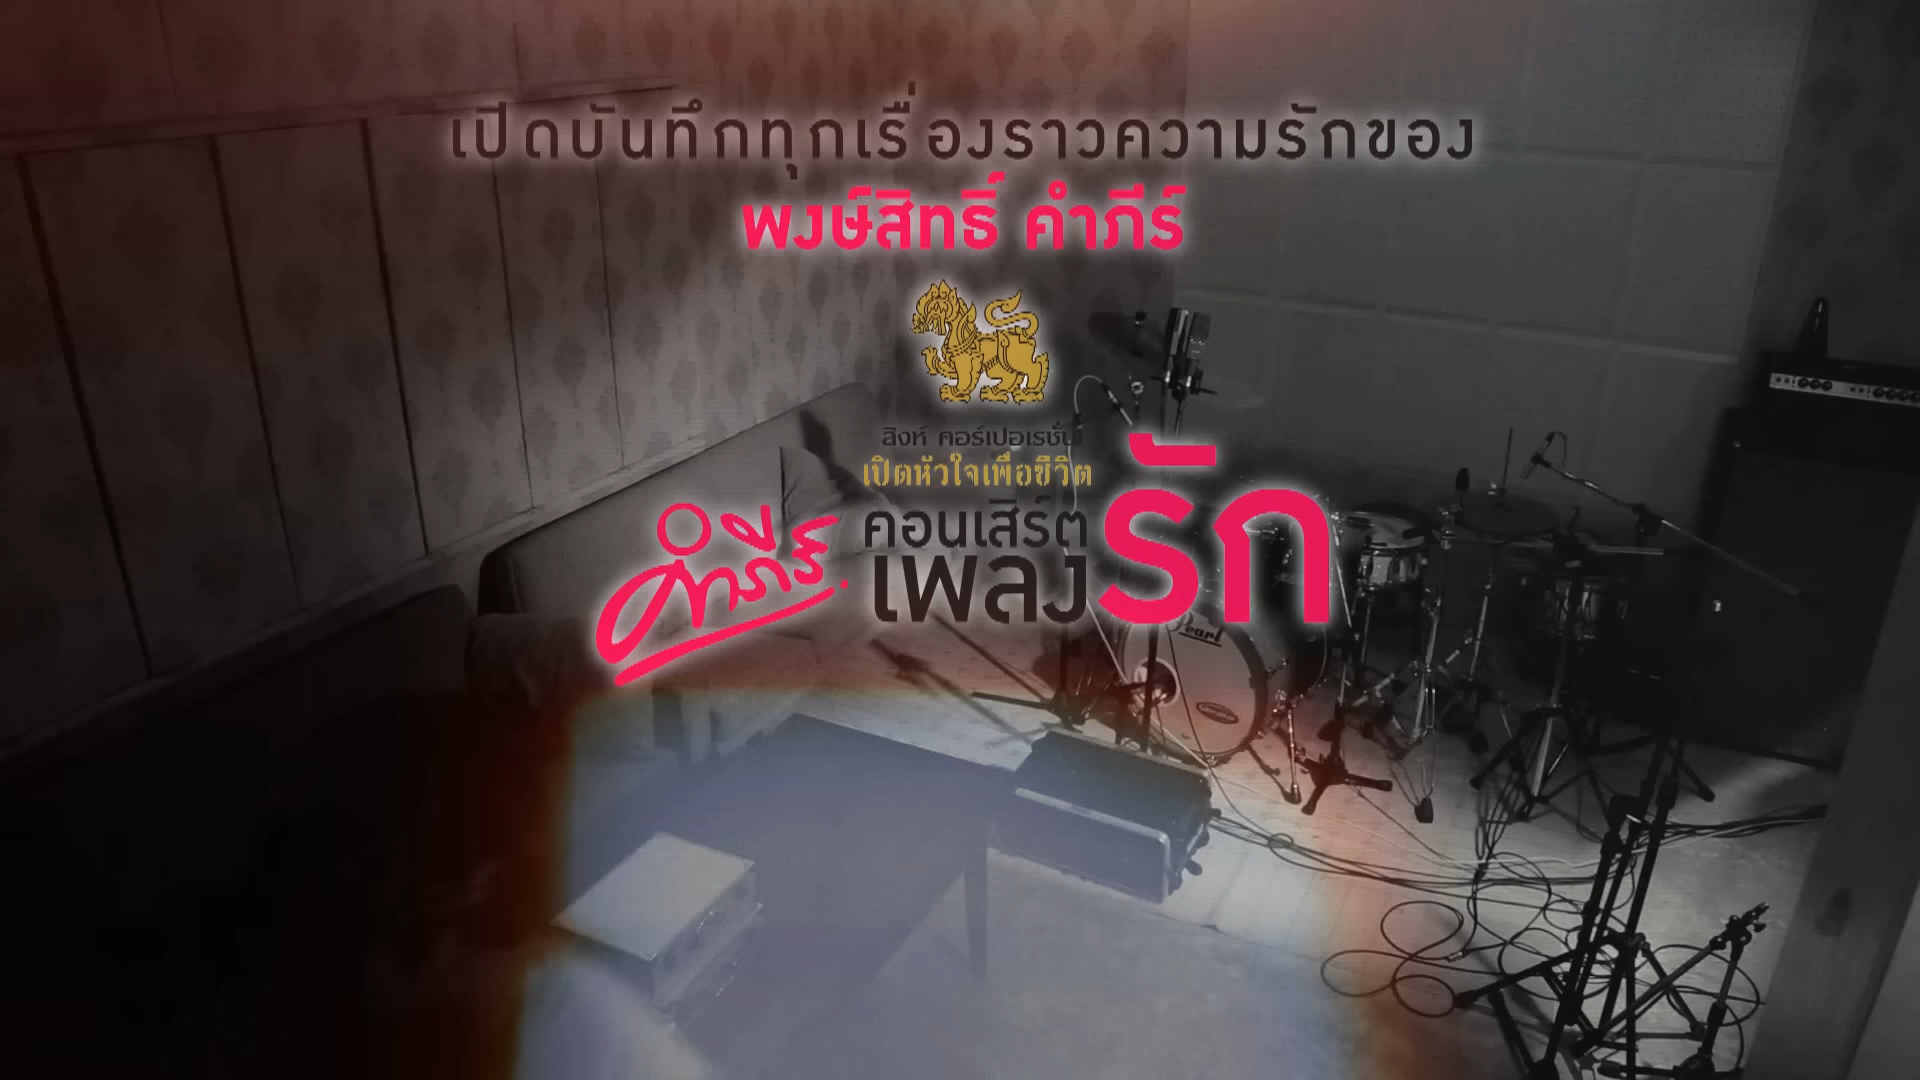 เปิดบันทึกทุกเรื่องราวความรักของ
พงษ์สิทธิ์ คำภีร์
สิงห์ คอร์เปอเรชั่น
เปิดหัวใจเพื่อชีวิต
คำภีร์.
คอนเสิร์ต
เพลงรัก
Pearl